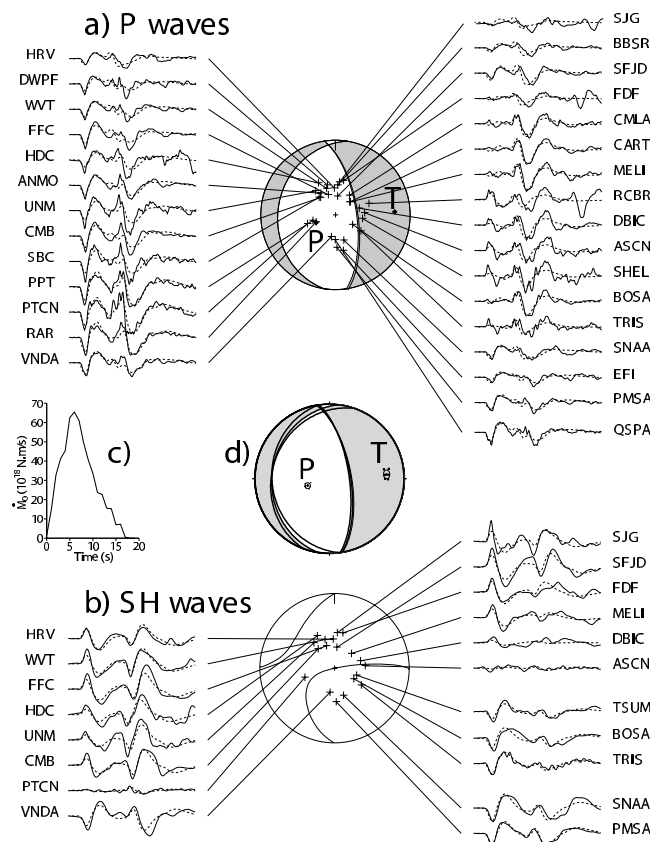 a) P waves
HRV
DWPF
WVT
FFC
HDC
ANMO
UNM
CMB
SBC
PPT
PTCN
RAR
VNDA
P
T
SJG
BBSR
SFJD
FDF
CMLA
CART
MELI
RCBR
DBIC
ASCN
SHEL
BOSA
TRIS
SNAA
EFI
PMSA
QSPA
c)
Ṁ₀ (10¹⁸ N.m/s)
70
60
50
40
30
20
10
0
0 5 10 15 20
Time (s)
d)
P
T
b) SH waves
HRV
WVT
FFC
HDC
UNM
CMB
PTCN
VNDA
SJG
SFJD
FDF
MELI
DBIC
ASCN
TSUM
BOSA
TRIS
SNAA
PMSA